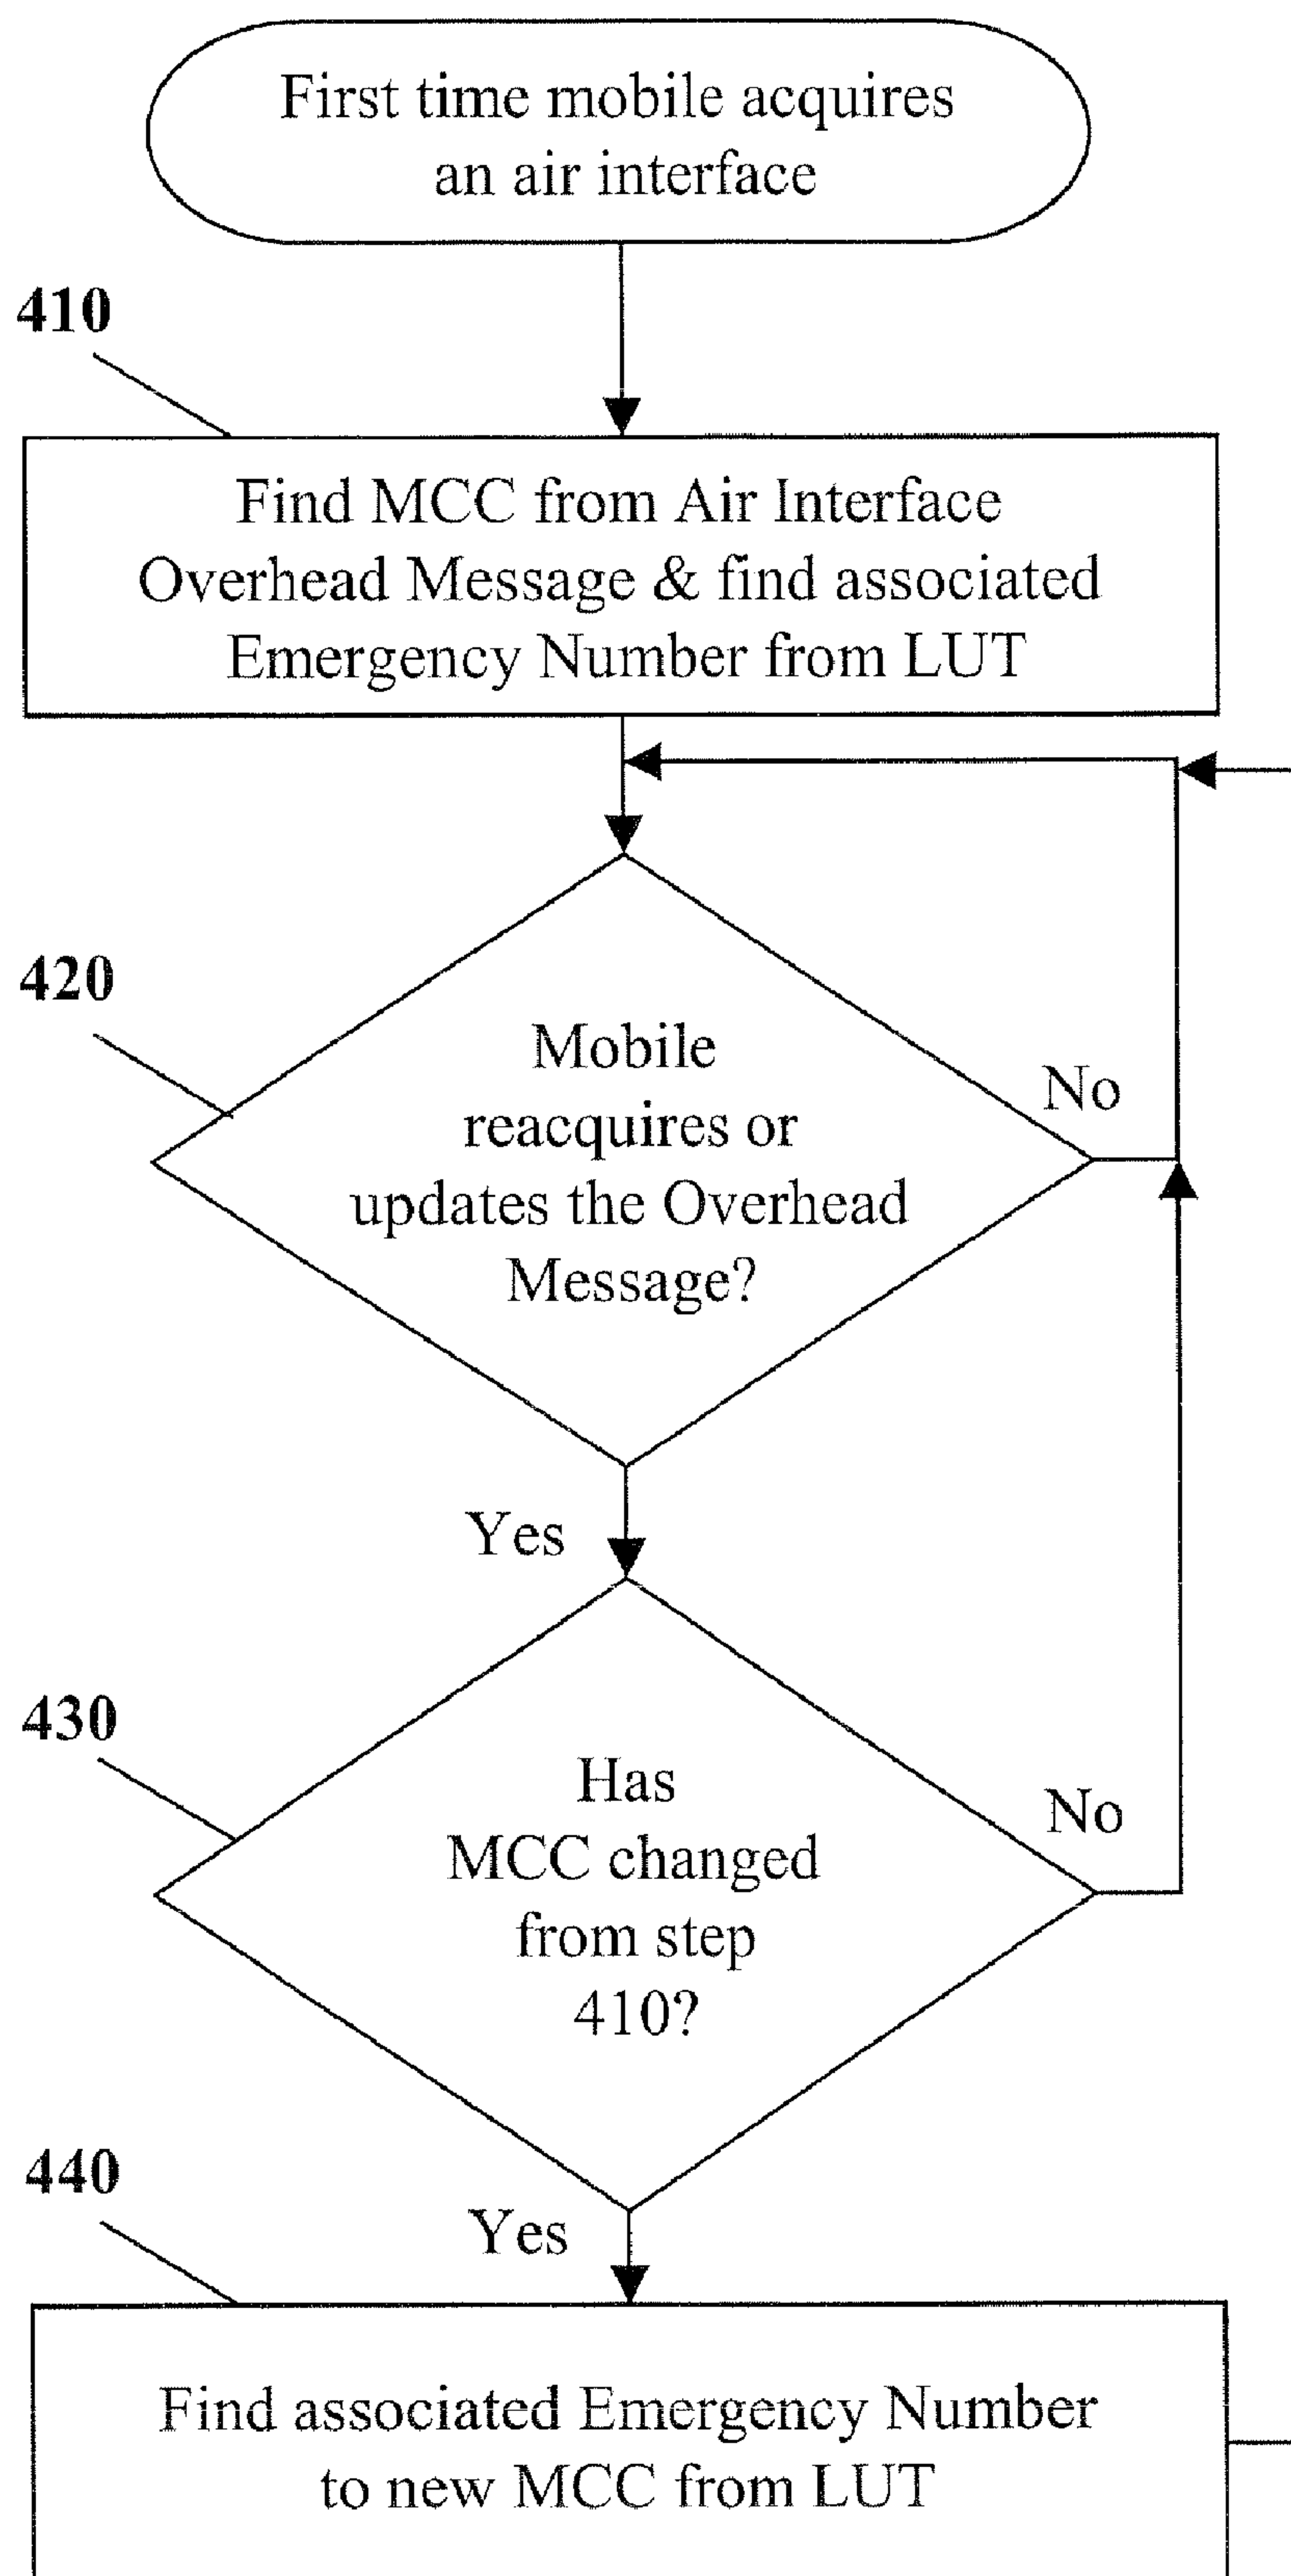 First time mobile acquires
an air interface
410
Find MCC from Air Interface
Overhead Message & find associated
Emergency Number from LUT
420
Mobile
reacquires or
updates the Overhead
Message?
No
Yes
430
Has
MCC changed
from step
410?
No
440
Yes
Find associated Emergency Number
to new MCC from LUT